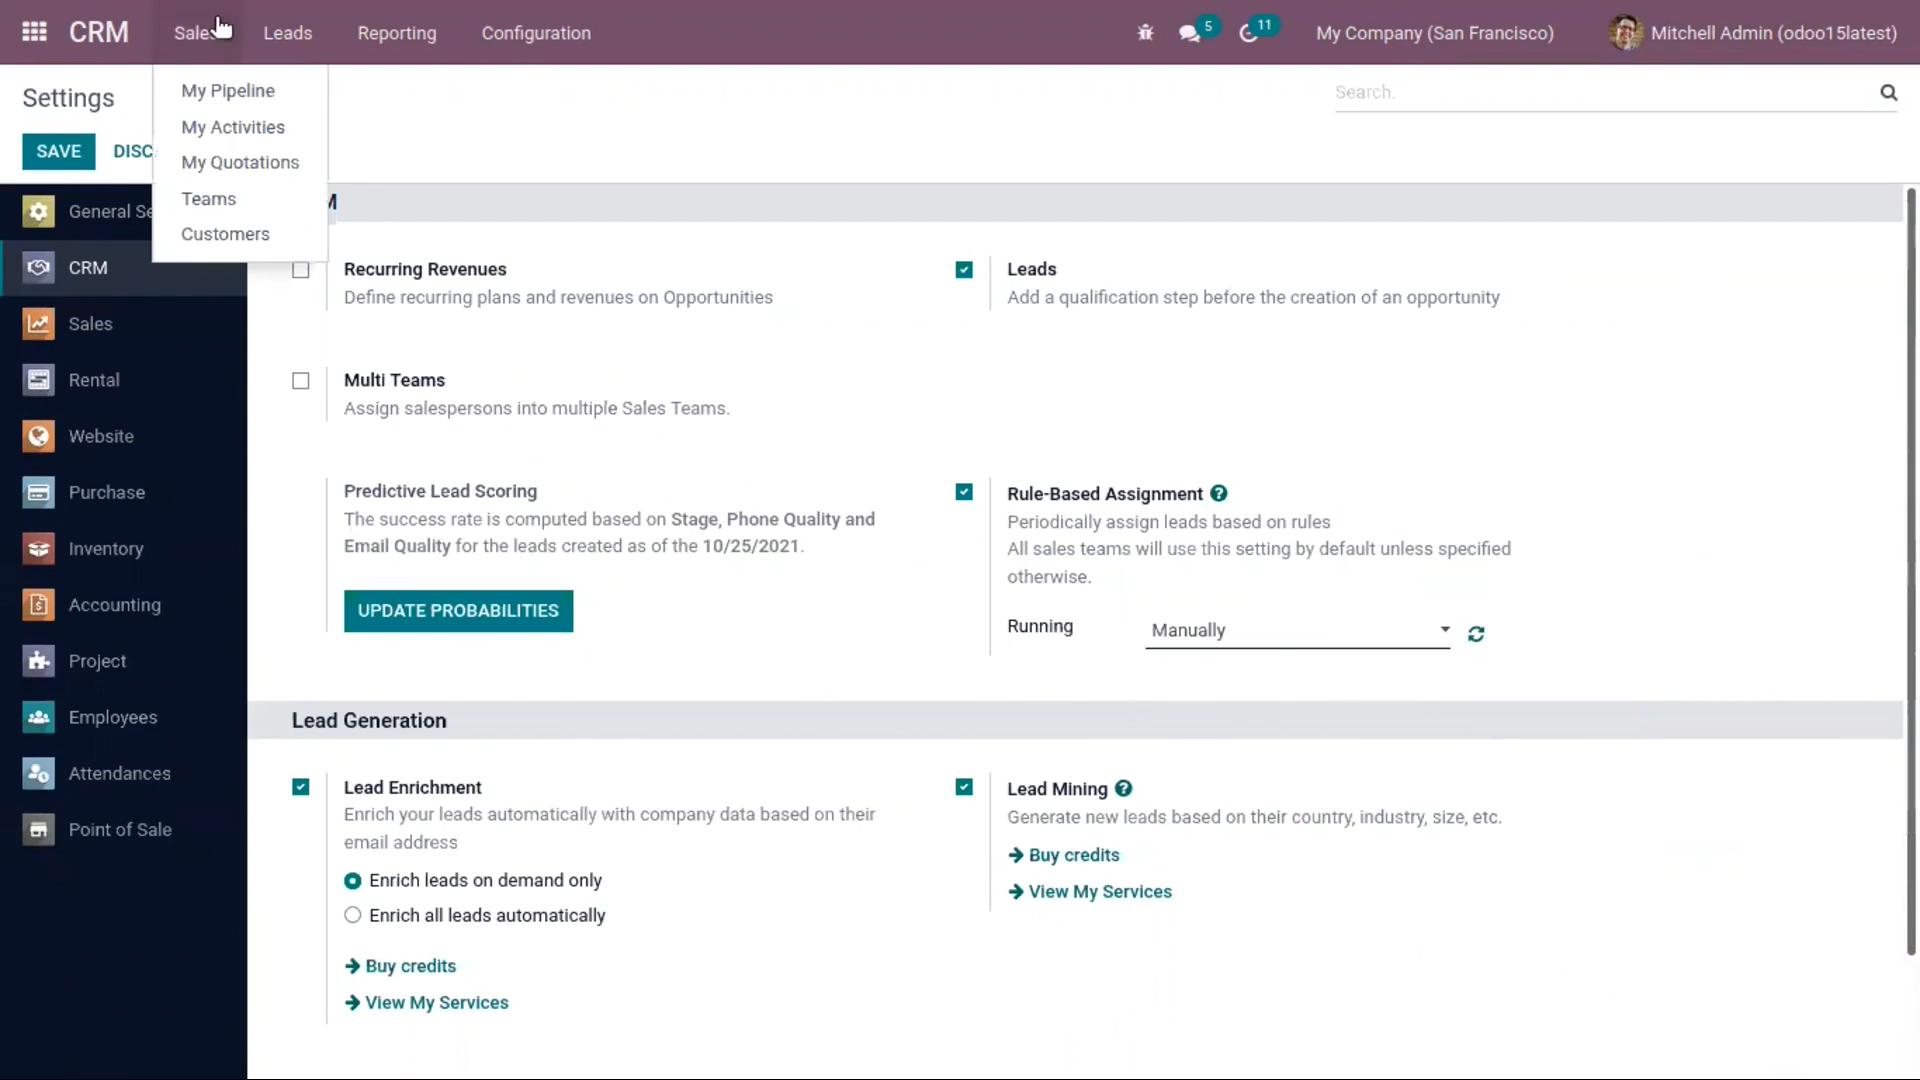 CRM
Sales
Leads
Reporting
Configuration
5
11
My Company (San Francisco)
Mitchell Admin (odoo15latest)
My Pipeline
My Activities
My Quotations
Teams
Customers
Settings
Search.
SAVE
DISC
General Se
CRM
Sales
Rental
Website
Purchase
Inventory
Accounting
Project
Employees
Attendances
Point of Sale
M
Recurring Revenues
Define recurring plans and revenues on Opportunities
Leads
Add a qualification step before the creation of an opportunity
Multi Teams
Assign salespersons into multiple Sales Teams.
Predictive Lead Scoring
The success rate is computed based on Stage, Phone Quality and
Email Quality for the leads created as of the 10/25/2021.
UPDATE PROBABILITIES
Rule-Based Assignment
Periodically assign leads based on rules
All sales teams will use this setting by default unless specified
otherwise.
Running
Manually
Lead Generation
Lead Enrichment
Enrich your leads automatically with company data based on their
email address
Enrich leads on demand only
Enrich all leads automatically
Buy credits
View My Services
Lead Mining
Generate new leads based on their country, industry, size, etc.
Buy credits
View My Services